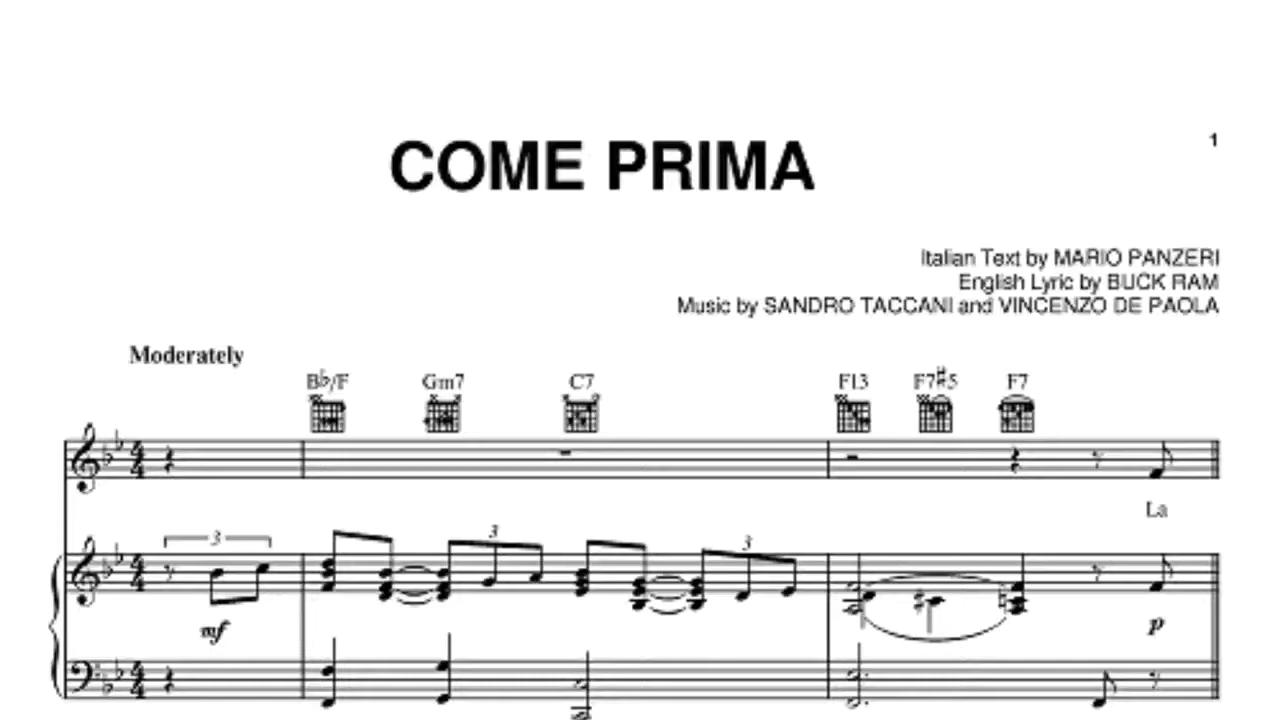 1
COME PRIMA
Italian Text by MARIO PANZERI
English Lyric by BUCK RAM
Music by SANDRO TACCANI and VINCENZO DE PAOLA
Moderately
B♭/F Gm7 C7 F13 F7♯5 F7
La
3 3 3
mf p